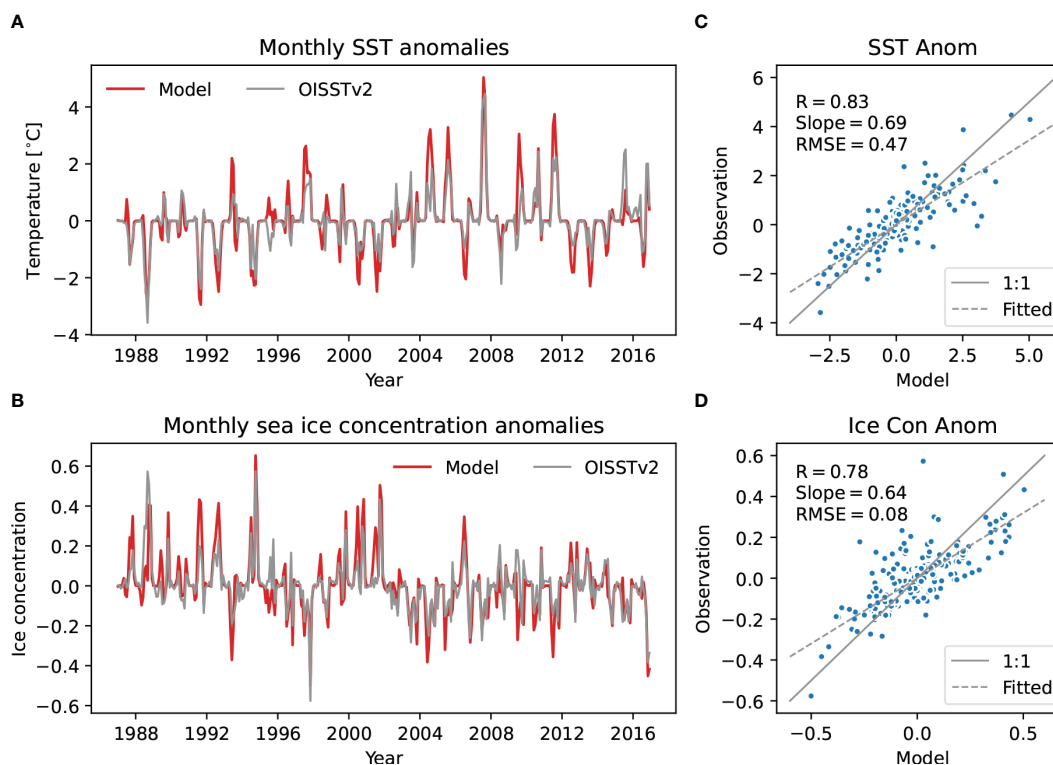 A
Monthly SST anomalies
Model
OISSTv2
Temperature [°C]
4
2
0
−2
−4
1988
1992
1996
2000
2004
2008
2012
2016
Year
C
SST Anom
R = 0.83
Slope = 0.69
RMSE = 0.47
Observation
6
4
2
0
−2
−4
1:1
Fitted
−2.5
0.0
2.5
5.0
Model
B
Monthly sea ice concentration anomalies
Model
OISSTv2
Ice concentration
0.6
0.4
0.2
0.0
−0.2
−0.4
−0.6
1988
1992
1996
2000
2004
2008
2012
2016
Year
D
Ice Con Anom
R = 0.78
Slope = 0.64
RMSE = 0.08
Observation
0.6
0.4
0.2
0.0
−0.2
−0.4
−0.6
1:1
Fitted
−0.5
0.0
0.5
Model